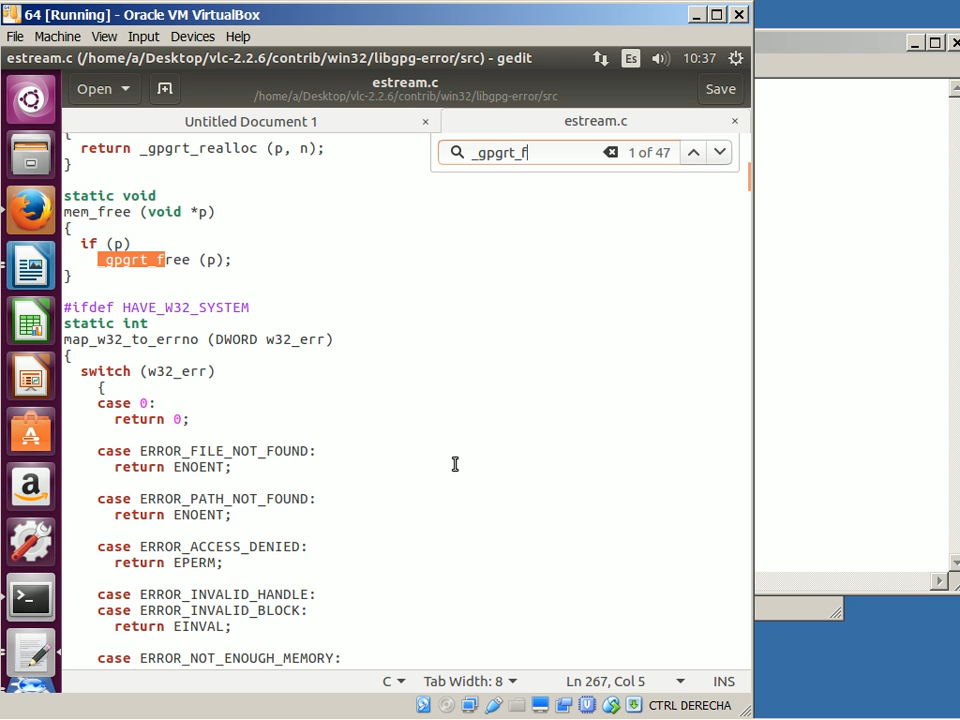 64 [Running] - Oracle VM VirtualBox
File Machine View Input Devices Help
estream.c (/home/a/Desktop/vlc-2.2.6/contrib/win32/libgpg-error/src) - gedit
Es
10:37
Open
estream.c
/home/a/Desktop/vlc-2.2.6/contrib/win32/libgpg-error/src
Save
Untitled Document 1 ×
estream.c ×
_gpgrt_f
1 of 47
{
return _gpgrt_realloc (p, n);
}
static void
mem_free (void *p)
{
if (p)
_gpgrt_free (p);
}
#ifdef HAVE_W32_SYSTEM
static int
map_w32_to_errno (DWORD w32_err)
{
switch (w32_err)
{
case 0:
return 0;
case ERROR_FILE_NOT_FOUND:
return ENOENT;
case ERROR_PATH_NOT_FOUND:
return ENOENT;
case ERROR_ACCESS_DENIED:
return EPERM;
case ERROR_INVALID_HANDLE:
case ERROR_INVALID_BLOCK:
return EINVAL;
case ERROR_NOT_ENOUGH_MEMORY:
C Tab Width: 8 Ln 267, Col 5 INS
CTRL DERECHA